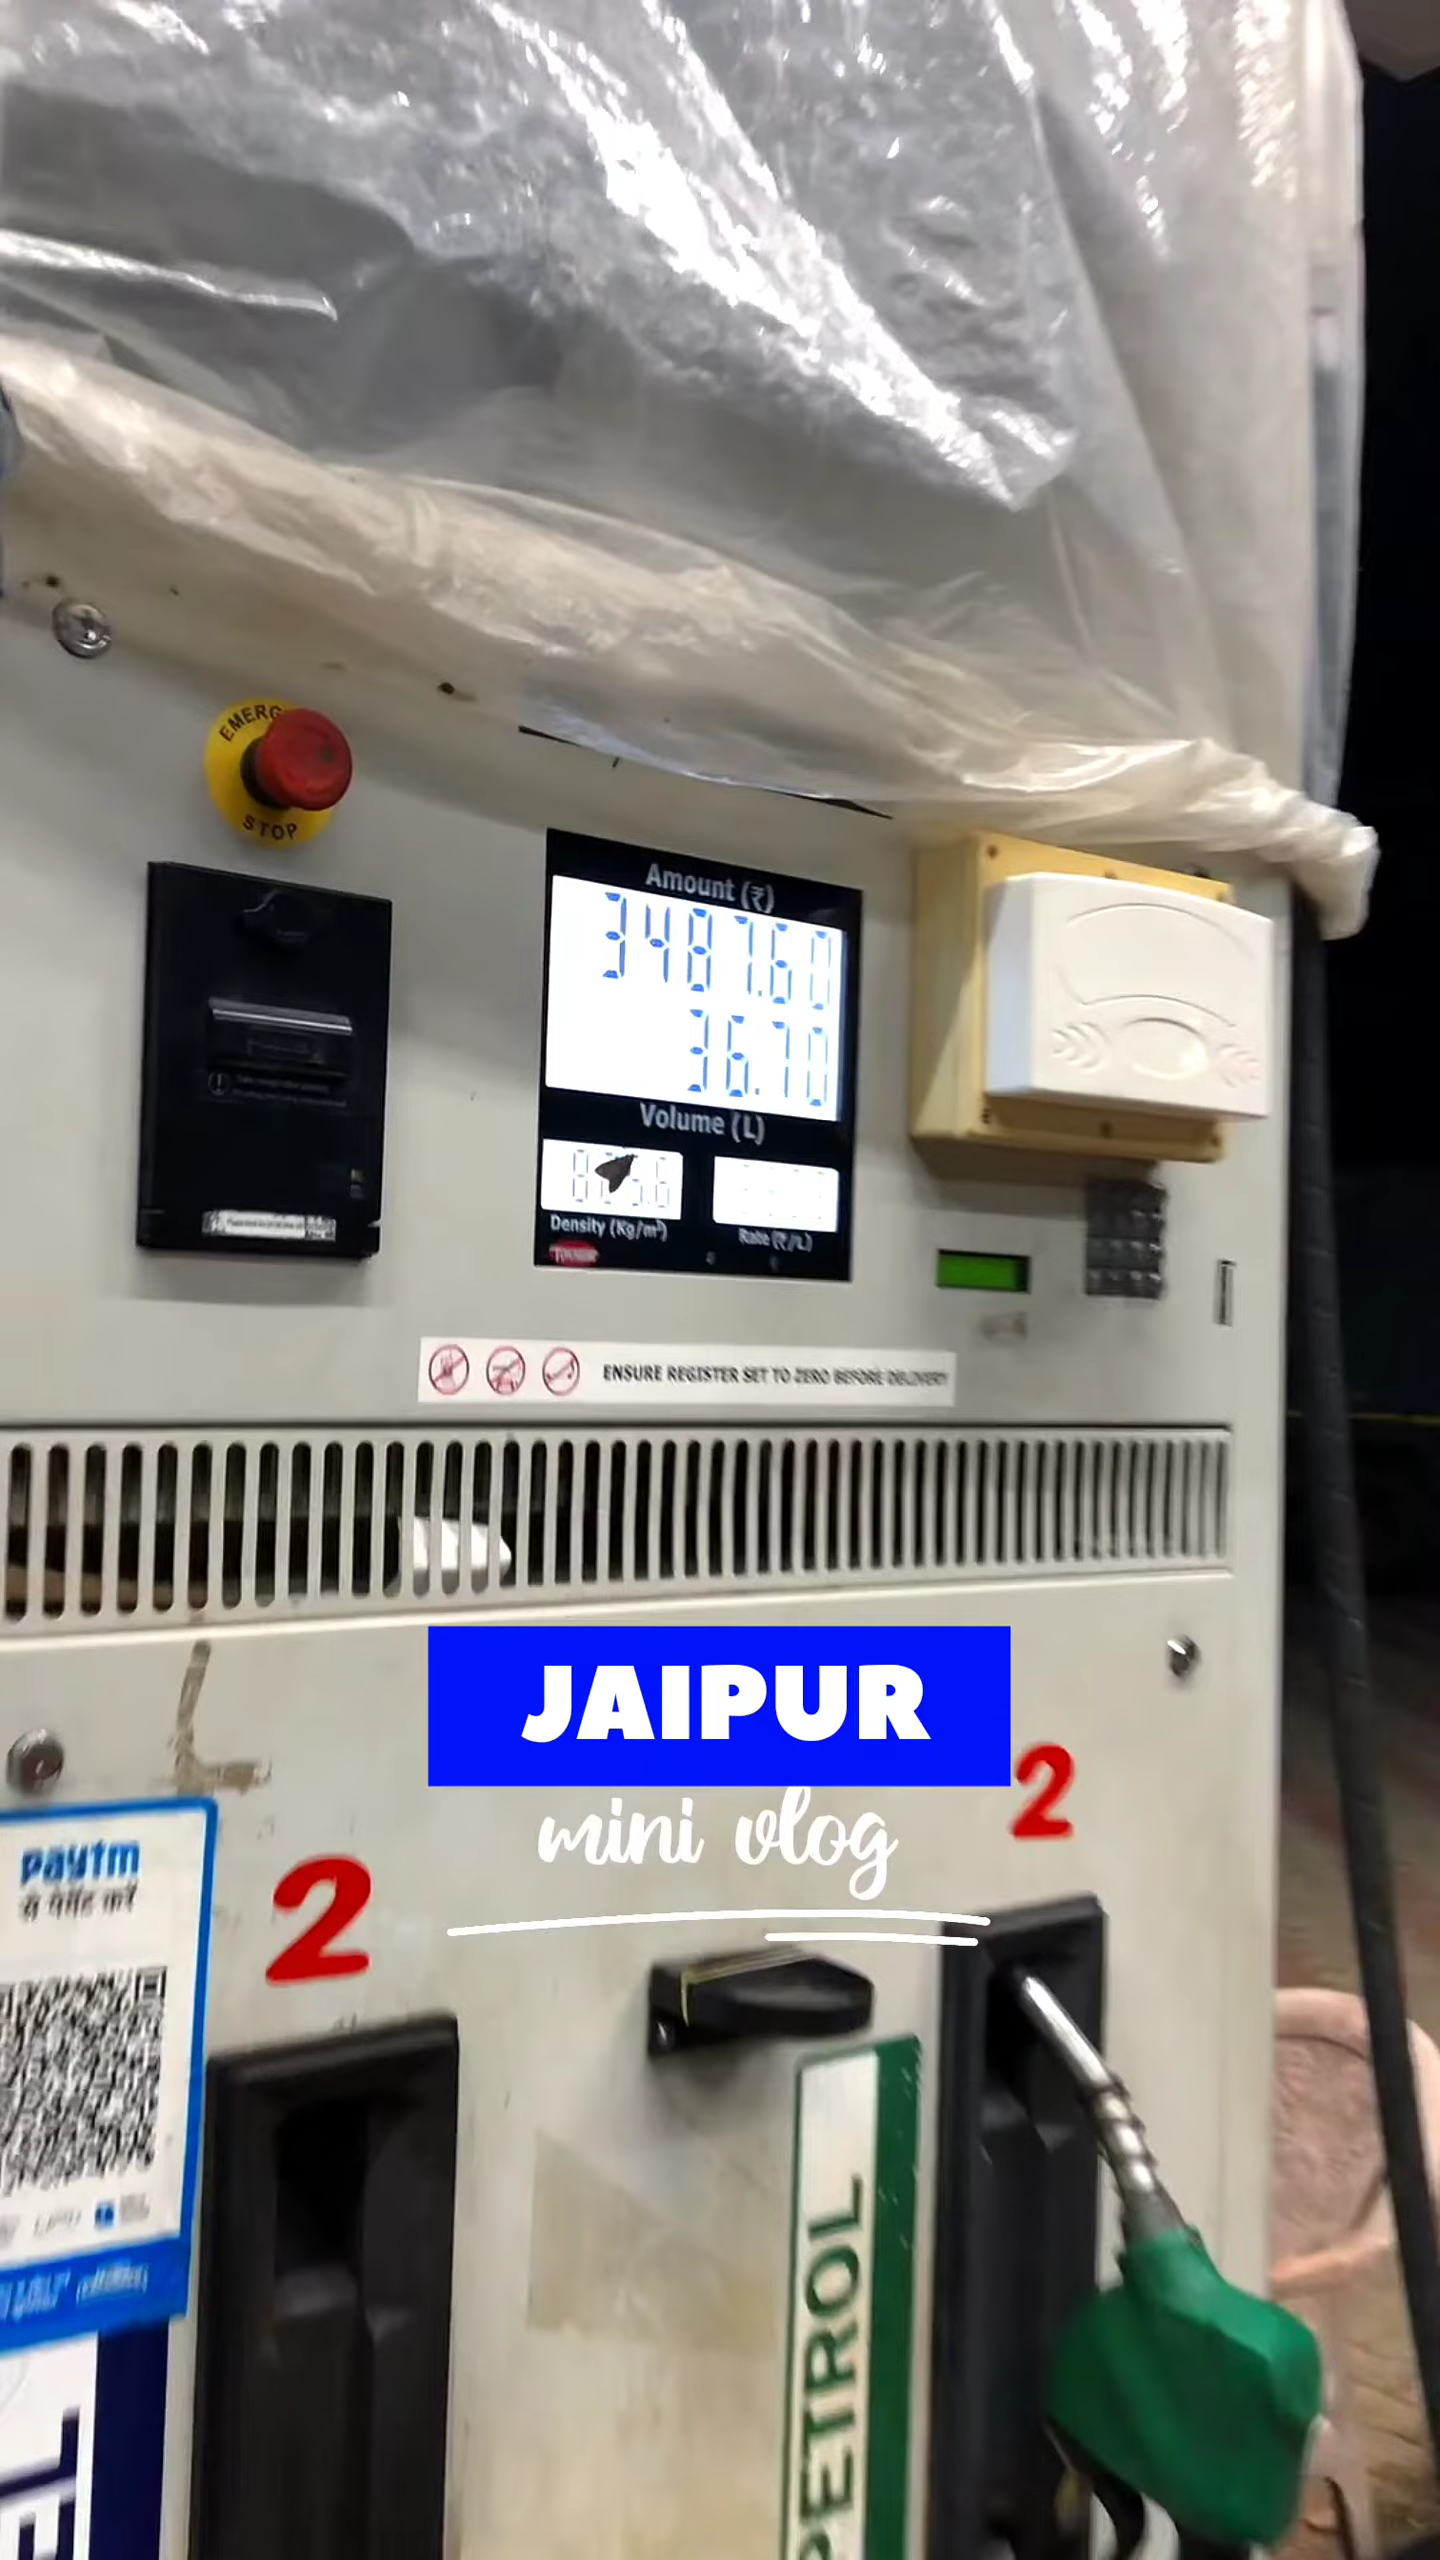 EMERG
STOP
Amount (₹)
3487.60
36.70
Volume (L)
Density (Kg/m³)
Rate (₹/L)
ENSURE REGISTER SET TO ZERO BEFORE DELIVERY
JAIPUR
mini vlog
2
2
paytm
PETROL